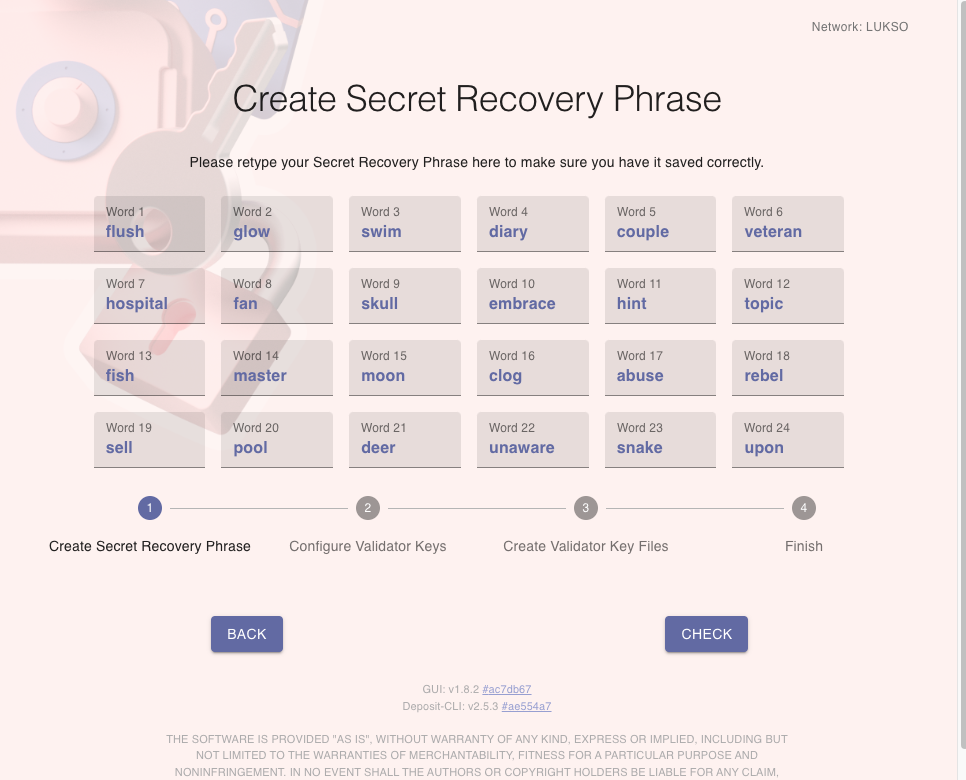 Network: LUKSO
Create Secret Recovery Phrase
Please retype your Secret Recovery Phrase here to make sure you have it saved correctly.
Word 1 Word 2 Word 3 Word 4 Word 5 Word 6
flush glow swim diary couple veteran
Word 7 Word 8 Word 9 Word 10 Word 11 Word 12
hospital fan skull embrace hint topic
Word 13 Word 14 Word 15 Word 16 Word 17 Word 18
fish master moon clog abuse rebel
Word 19 Word 20 Word 21 Word 22 Word 23 Word 24
sell pool deer unaware snake upon
1 2 3 4
Create Secret Recovery Phrase Configure Validator Keys Create Validator Key Files Finish
BACK CHECK
GUI: v1.8.2 #ac7db67
Deposit-CLI: v2.5.3 #ae554a7
THE SOFTWARE IS PROVIDED "AS IS", WITHOUT WARRANTY OF ANY KIND, EXPRESS OR IMPLIED, INCLUDING BUT
NOT LIMITED TO THE WARRANTIES OF MERCHANTABILITY, FITNESS FOR A PARTICULAR PURPOSE AND
NONINFRINGEMENT. IN NO EVENT SHALL THE AUTHORS OR COPYRIGHT HOLDERS BE LIABLE FOR ANY CLAIM,